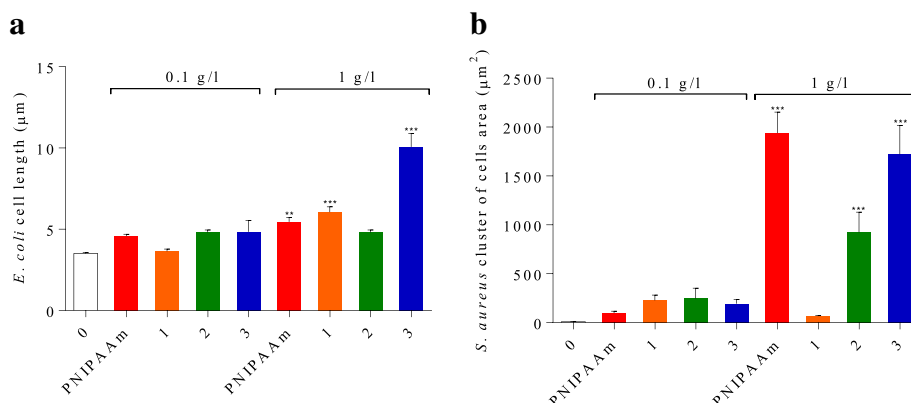 a
0.1 g/l
1 g/l
E. coli cell length (μm)
15
10
5
0
**
***
***
0
PNIPAAm
1
2
3
PNIPAAm
1
2
3
b
0.1 g/l
1 g/l
S. aureus cluster of cells area (μm²)
2500
2000
1500
1000
500
0
***
***
***
0
PNIPAAm
1
2
3
PNIPAAm
1
2
3